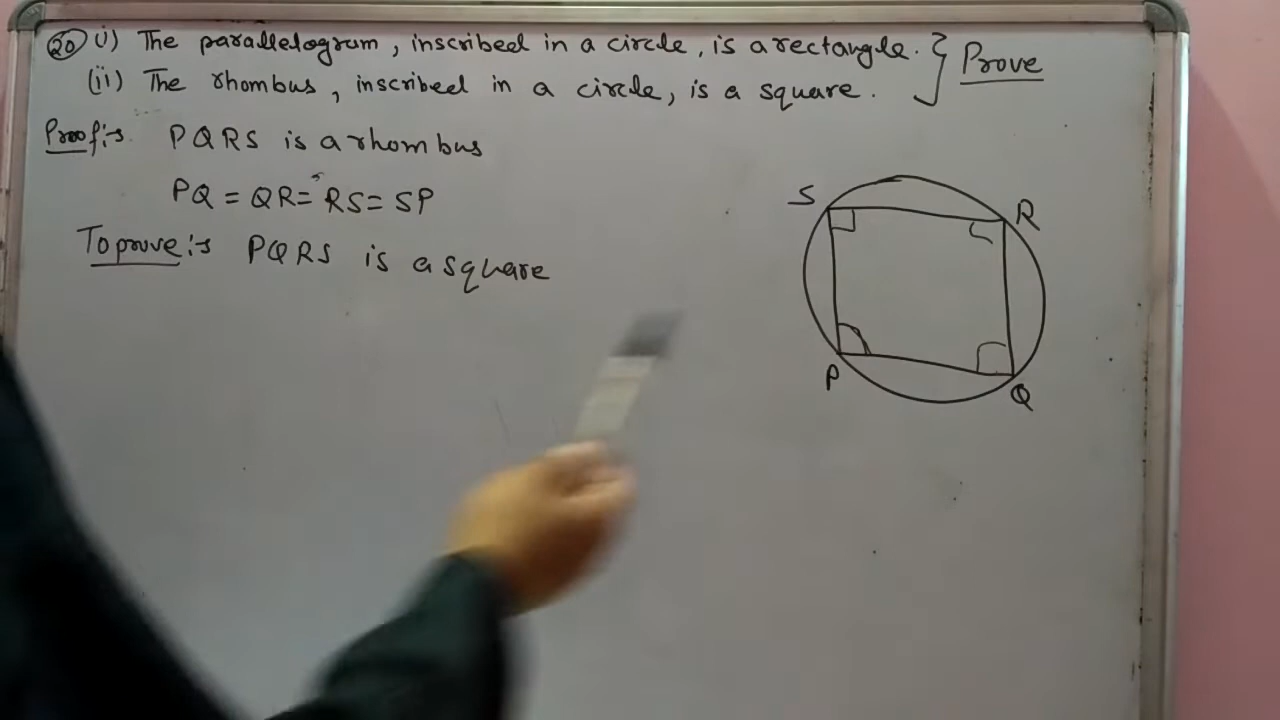 20 (i) The parallelogram, inscribed in a circle, is a rectangle. } Prove
(ii) The rhombus, inscribed in a circle, is a square.
Proof:- PQRS is a rhombus
PQ = QR = RS = SP
To prove:- PQRS is a square
S R
P Q